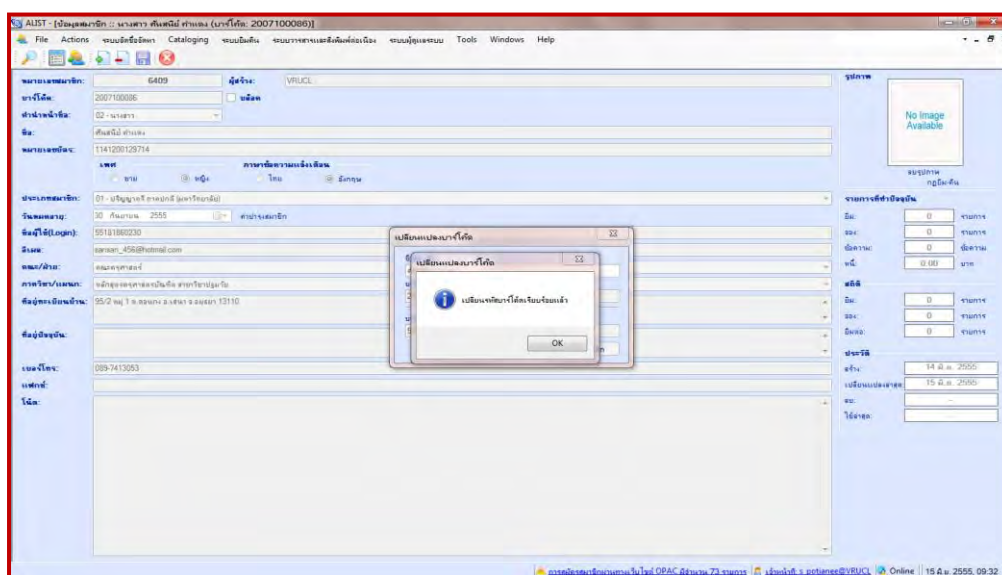 ALIST - [ข้อมูลสมาชิก :: นางสาว ศันสนีย์ คำแดง (บาร์โค้ด: 2007100086)]
File Actions ระบบจัดซื้อจัดหา Cataloging ระบบยืมคืน ระบบวารสารและสิ่งพิมพ์ต่อเนื่อง ระบบผู้ดูแลระบบ Tools Windows Help
หมายเลขสมาชิก: 6409 ผู้สร้าง: VRUCL
บาร์โค้ด: 2007100086 บล็อค
คำนำหน้าชื่อ: 02 - นางสาว
ชื่อ:
หมายเลขบัตร: 1141200129714
เพศ ภาษาข้อความแจ้งเตือน
ชาย หญิง ไทย อังกฤษ
ประเภทสมาชิก: 01 - ปริญญาตรี ภาคปกติ (มหาวิทยาลัย)
วันหมดอายุ: 30 กันยายน 2555 ค่าบำรุงสมาชิก
ชื่อผู้ใช้(Login): 55181860230
อีเมล: sansan_456@hotmail.com
คณะ/ฝ่าย: คณะครุศาสตร์
ภาควิชา/แผนก: หลักสูตรครุศาสตรบัณฑิต สาขาวิชาปฐมวัย
ที่อยู่ทะเบียนบ้าน: 95/2 หมู่ 1 13110
ที่อยู่ปัจจุบัน:
เบอร์โทร: 089-7413053
แฟกซ์:
โน้ต:
เปลี่ยนแปลงบาร์โค้ด
เปลี่ยนแปลงบาร์โค้ด
เปลี่ยนรหัสบาร์โค้ดเรียบร้อยแล้ว
OK
รูปภาพ
No Image
Available
ลบรูปภาพ
กฎยืม-คืน
รายการที่ทำปัจจุบัน
ยืม: 0 รายการ
จอง: 0 รายการ
ข้อความ: 0 ข้อความ
หนี้: 0.00 บาท
สถิติ
ยืม: 0 รายการ
จอง: 0 รายการ
ยืมต่อ: 0 รายการ
ประวัติ
สร้าง: 14 มิ.ย. 2555
เปลี่ยนแปลงล่าสุด: 15 มิ.ย. 2555
ลบ: -
ใช้ล่าสุด: -
การสมัครสมาชิกผ่านทางเว็บไซต์ OPAC มีจำนวน 73 รายการ เจ้าหน้าที่: s_potjanee@VRUCL Online 15 มิ.ย. 2555, 09:32